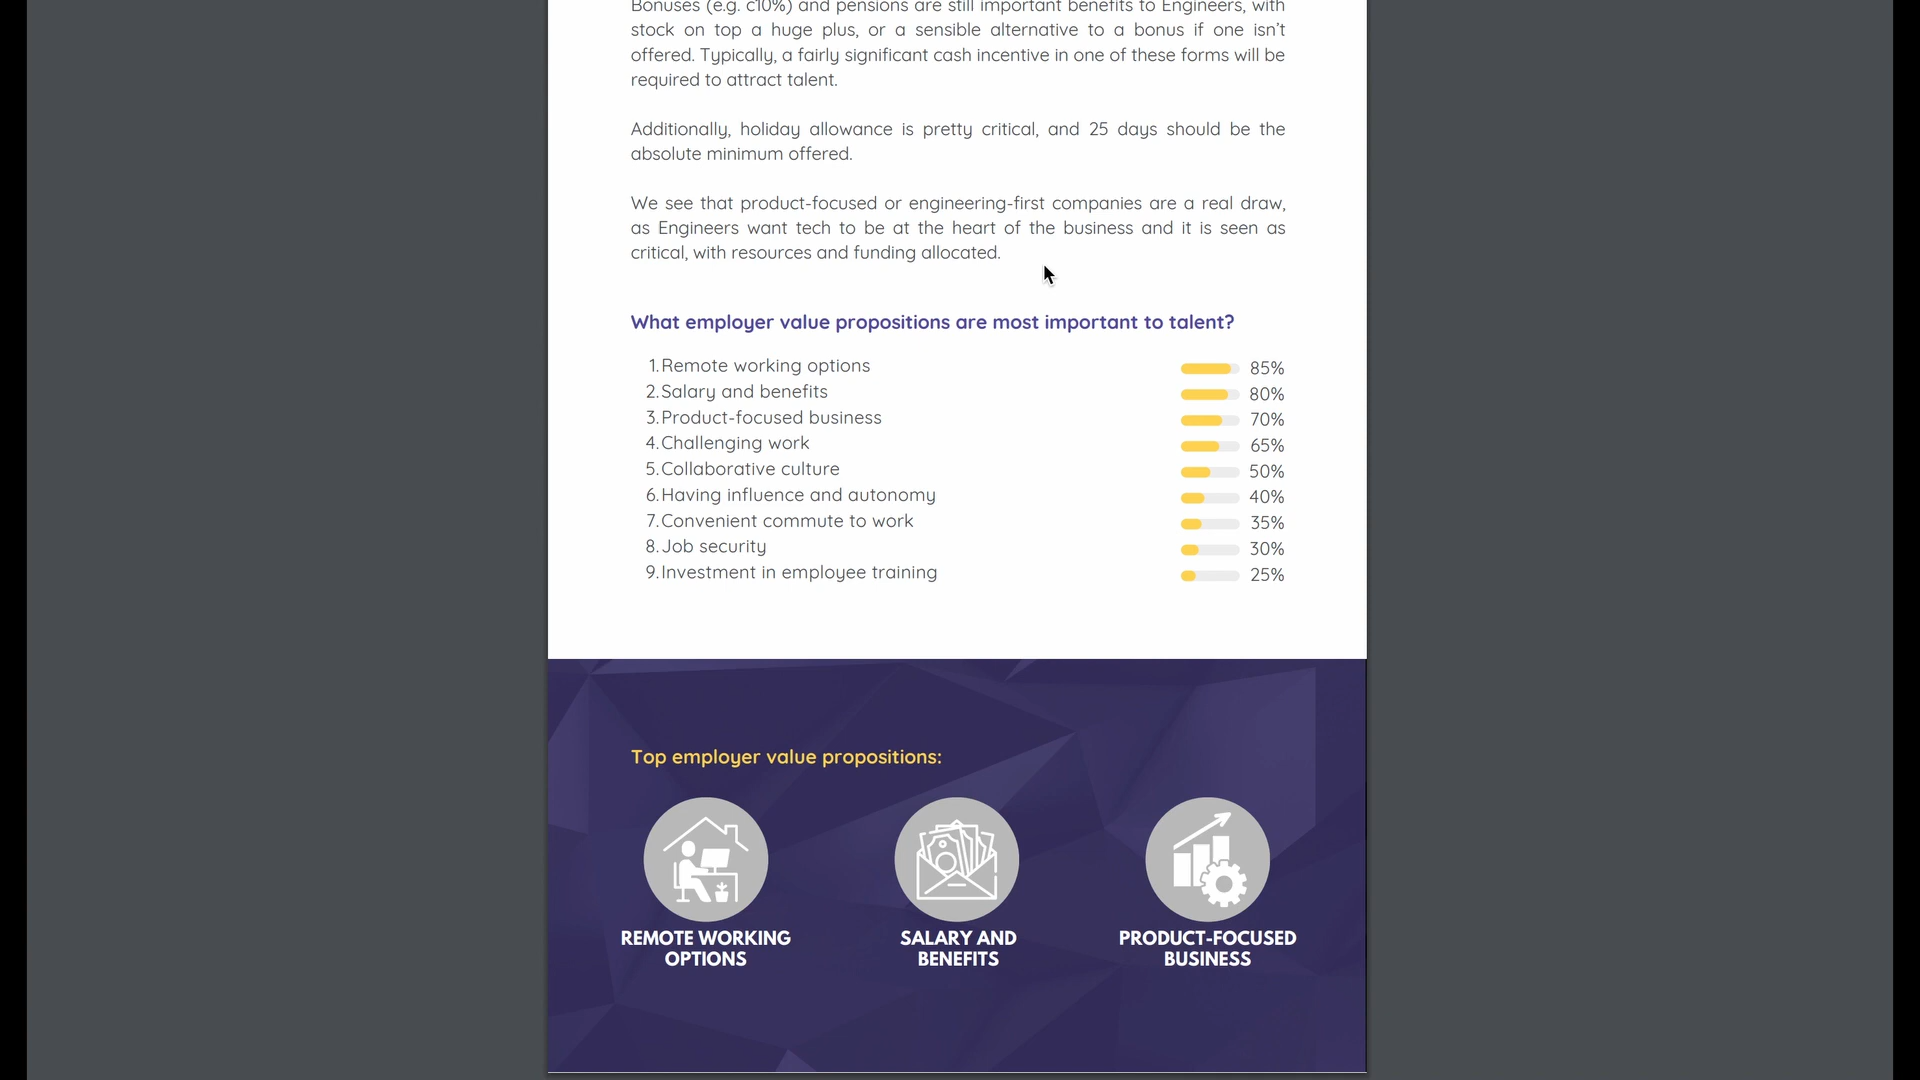 Bonuses (e.g. c10%) and pensions are still important benefits to Engineers, with
stock on top a huge plus, or a sensible alternative to a bonus if one isn’t
offered. Typically, a fairly significant cash incentive in one of these forms will be
required to attract talent.
Additionally, holiday allowance is pretty critical, and 25 days should be the
absolute minimum offered.
We see that product-focused or engineering-first companies are a real draw,
as Engineers want tech to be at the heart of the business and it is seen as
critical, with resources and funding allocated.
What employer value propositions are most important to talent?
1. Remote working options 85%
2. Salary and benefits 80%
3. Product-focused business 70%
4. Challenging work 65%
5. Collaborative culture 50%
6. Having influence and autonomy 40%
7. Convenient commute to work 35%
8. Job security 30%
9. Investment in employee training 25%
Top employer value propositions:
REMOTE WORKING
OPTIONS
SALARY AND
BENEFITS
PRODUCT-FOCUSED
BUSINESS